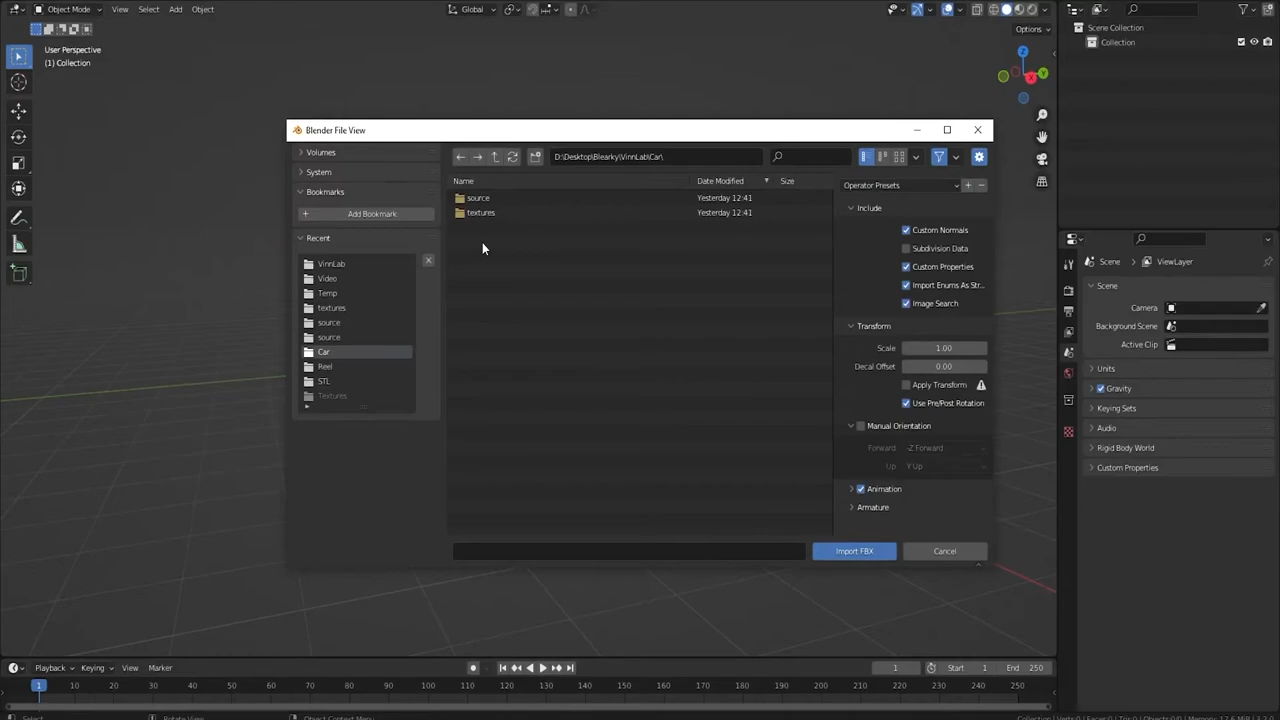 Object Mode View Select Add Object Global
Options
User Perspective
(1) Collection
Scene Collection
Collection
Blender File View
Volumes
System
Bookmarks
Add Bookmark
Recent
VinnLab
Video
Temp
textures
source
source
Car
Reel
STL
Textures
D:\Desktop\Blearky\VinnLab\Car\
Name Date Modified Size
source Yesterday 12:41
textures Yesterday 12:41
Operator Presets
Include
Custom Normals
Subdivision Data
Custom Properties
Import Enums As Str...
Image Search
Transform
Scale 1.00
Decal Offset 0.00
Apply Transform
Use Pre/Post Rotation
Manual Orientation
Forward -Z Forward
Up Y Up
Animation
Armature
Import FBX Cancel
Scene ViewLayer
Scene
Camera
Background Scene
Active Clip
Units
Gravity
Keying Sets
Audio
Rigid Body World
Custom Properties
Playback Keying View Marker 1 Start 1 End 250
1 10 20 30 40 50 60 70 80 90 100 110 120 130 140 150 160 170 180 190 200 210 220 230 240 250